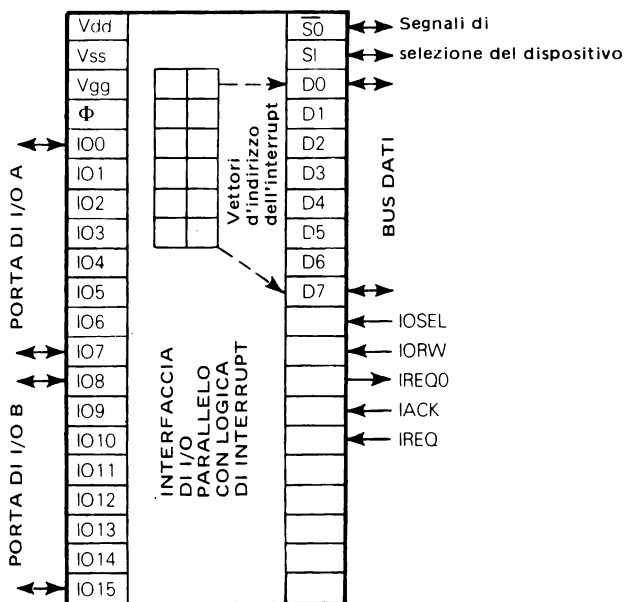 Vdd
Vss
Vgg
Φ
IO0
IO1
IO2
IO3
IO4
IO5
IO6
IO7
IO8
IO9
IO10
IO11
IO12
IO13
IO14
IO15
PORTA DI I/O A
PORTA DI I/O B
INTERFACCIA
DI I/O
PARALLELO
CON LOGICA
DI INTERRUPT
Vettori
d'indirizzo
dell'interrupt
S̅0̅
SI
D0
D1
D2
D3
D4
D5
D6
D7
Segnali di
selezione del dispositivo
BUS DATI
IOSEL
IORW
IREQ0
IACK
IREQ